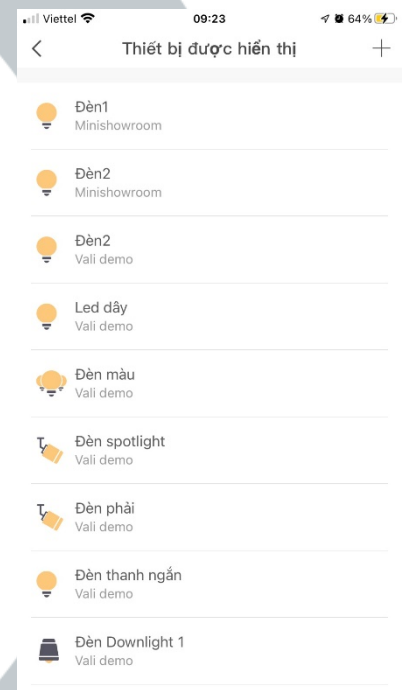 Viettel 09:23 64%
Thiết bị được hiển thị
Đèn1
Minishowroom
Đèn2
Minishowroom
Đèn2
Vali demo
Led dây
Vali demo
Đèn màu
Vali demo
Đèn spotlight
Vali demo
Đèn phải
Vali demo
Đèn thanh ngắn
Vali demo
Đèn Downlight 1
Vali demo